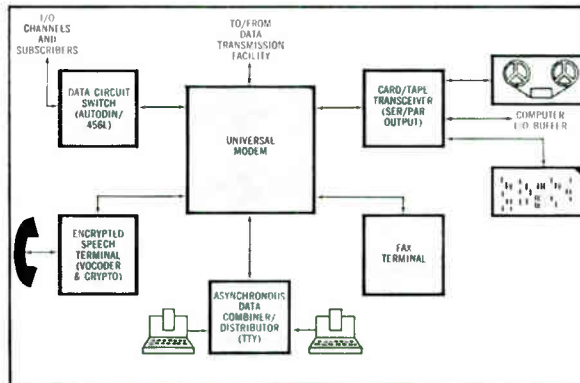 I/O
CHANNELS
AND
SUBSCRIBERS
TO/FROM
DATA
TRANSMISSION
FACILITY
DATA CIRCUIT
SWITCH
(AUTODIN/
456L)
UNIVERSAL
MODEM
CARD/TAPE
TRANSCEIVER
(SER/PAR
OUTPUT)
COMPUTER
I/O BUFFER
ENCRYPTED
SPEECH
TERMINAL
(VOCODER
& CRYPTO)
FAX
TERMINAL
ASYNCHRONOUS
DATA
COMBINER/
DISTRIBUTOR
(TTY)